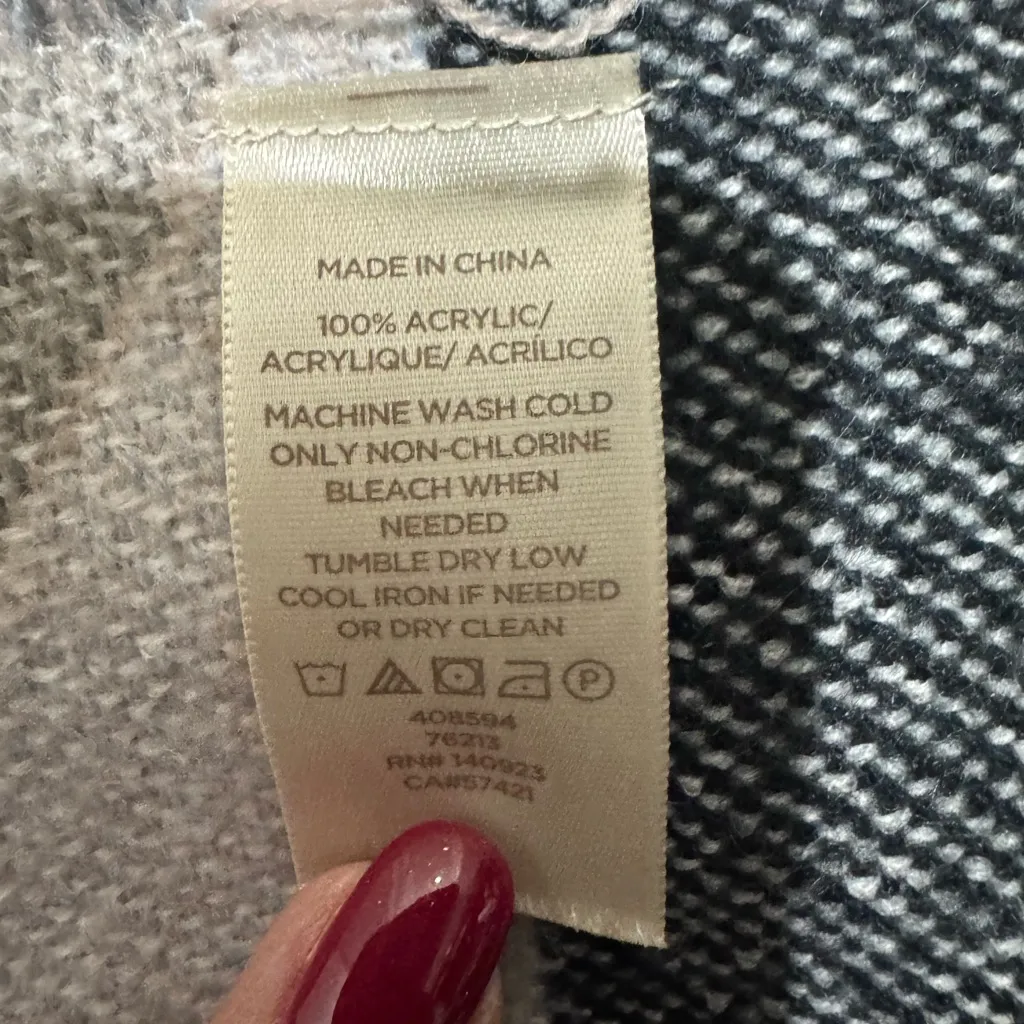 MADE IN CHINA
100% ACRYLIC/
ACRYLIQUE/ ACRÍLICO
MACHINE WASH COLD
ONLY NON-CHLORINE
BLEACH WHEN
NEEDED
TUMBLE DRY LOW
COOL IRON IF NEEDED
OR DRY CLEAN
P
408594
76213
RN# 140923
CA#57421